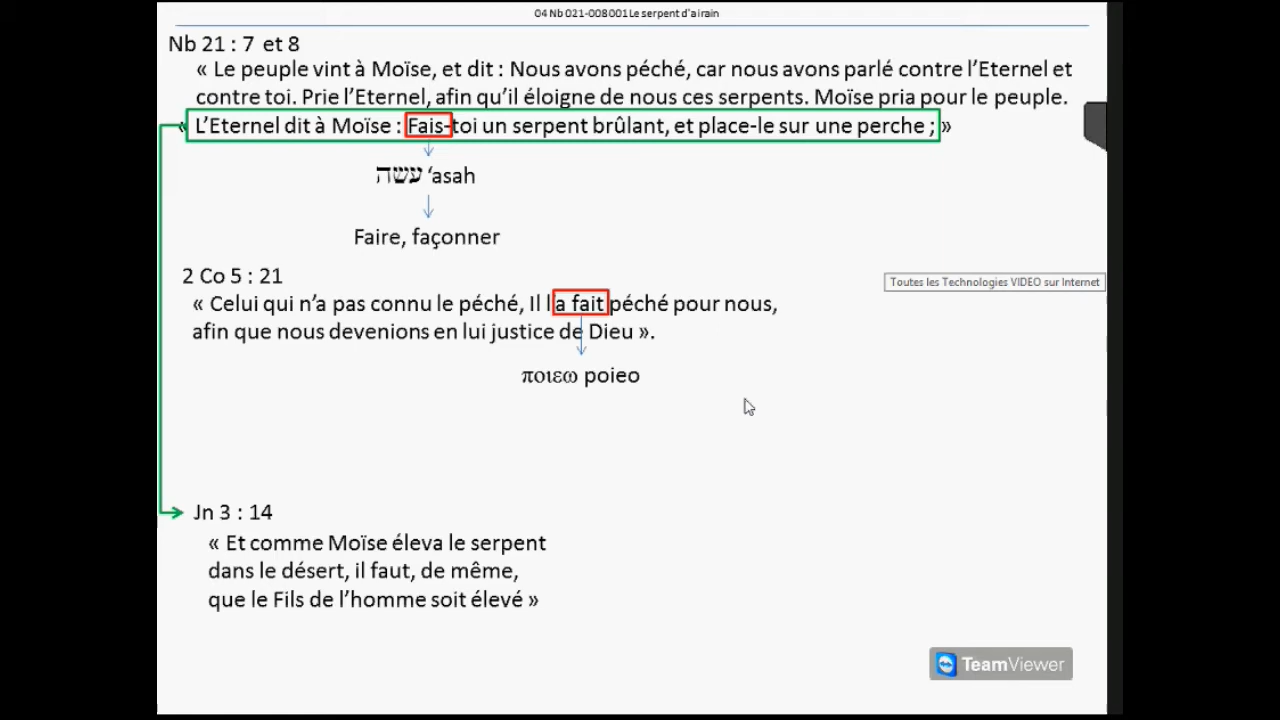 04 Nb 021-008001 Le serpent d'airain
Nb 21 : 7 et 8
« Le peuple vint à Moïse, et dit : Nous avons péché, car nous avons parlé contre l'Eternel et
contre toi. Prie l'Eternel, afin qu'il éloigne de nous ces serpents. Moïse pria pour le peuple.
« L'Eternel dit à Moïse : Fais-toi un serpent brûlant, et place-le sur une perche ; »
עשה ‘asah
Faire, façonner
2 Co 5 : 21
Toutes les Technologies VIDEO sur Internet
« Celui qui n'a pas connu le péché, Il l'a fait péché pour nous,
afin que nous devenions en lui justice de Dieu ».
ποιεω poieo
Jn 3 : 14
« Et comme Moïse éleva le serpent
dans le désert, il faut, de même,
que le Fils de l'homme soit élevé »
TeamViewer